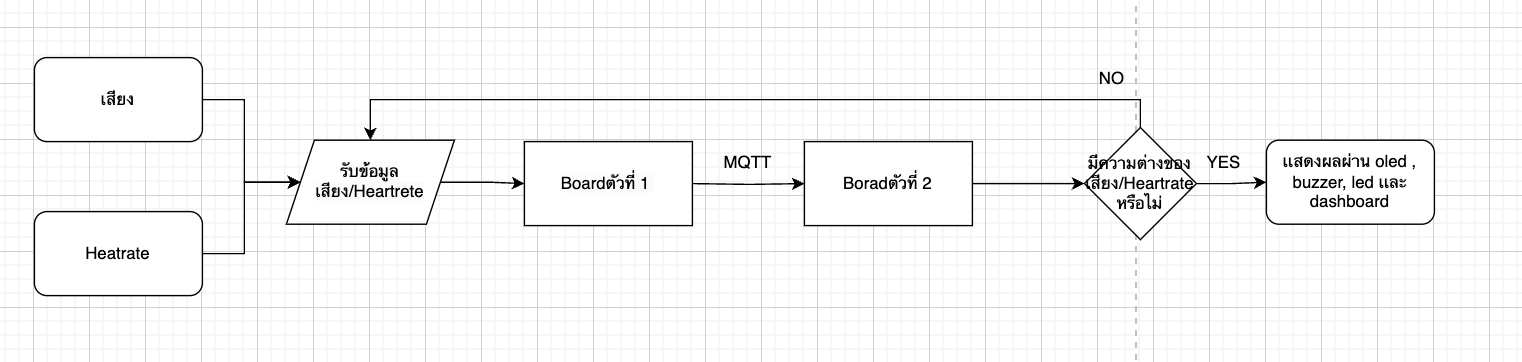 เสียง
Heatrate
รับข้อมูล
เสียง/Heartrete
Boardตัวที่ 1
MQTT
Boradตัวที่ 2
NO
มีความต่างของ
เสียง/Heartrate
หรือไม่
YES
แสดงผลผ่าน oled ,
buzzer, led และ
dashboard